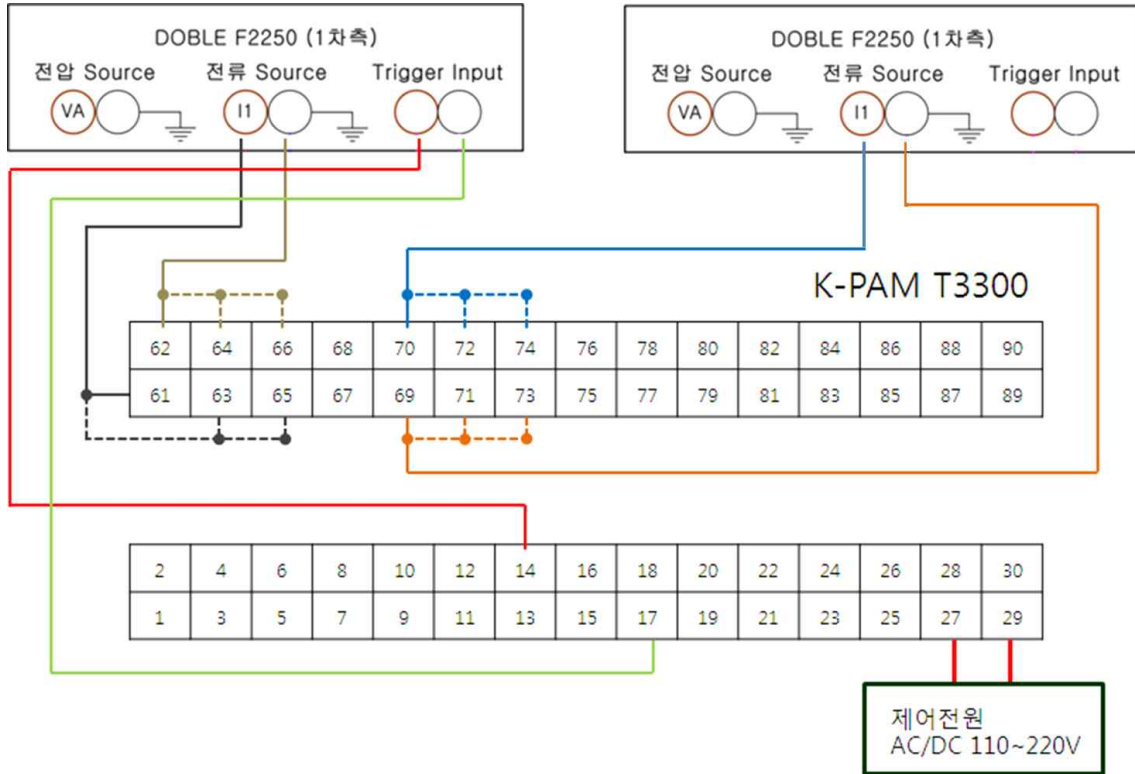 DOBLE F2250 (1차측)
전압 Source 전류 Source Trigger Input
VA I1
DOBLE F2250 (1차측)
전압 Source 전류 Source Trigger Input
VA I1
K-PAM T3300
62 64 66 68 70 72 74 76 78 80 82 84 86 88 90
61 63 65 67 69 71 73 75 77 79 81 83 85 87 89
2 4 6 8 10 12 14 16 18 20 22 24 26 28 30
1 3 5 7 9 11 13 15 17 19 21 23 25 27 29
제어전원
AC/DC 110~220V